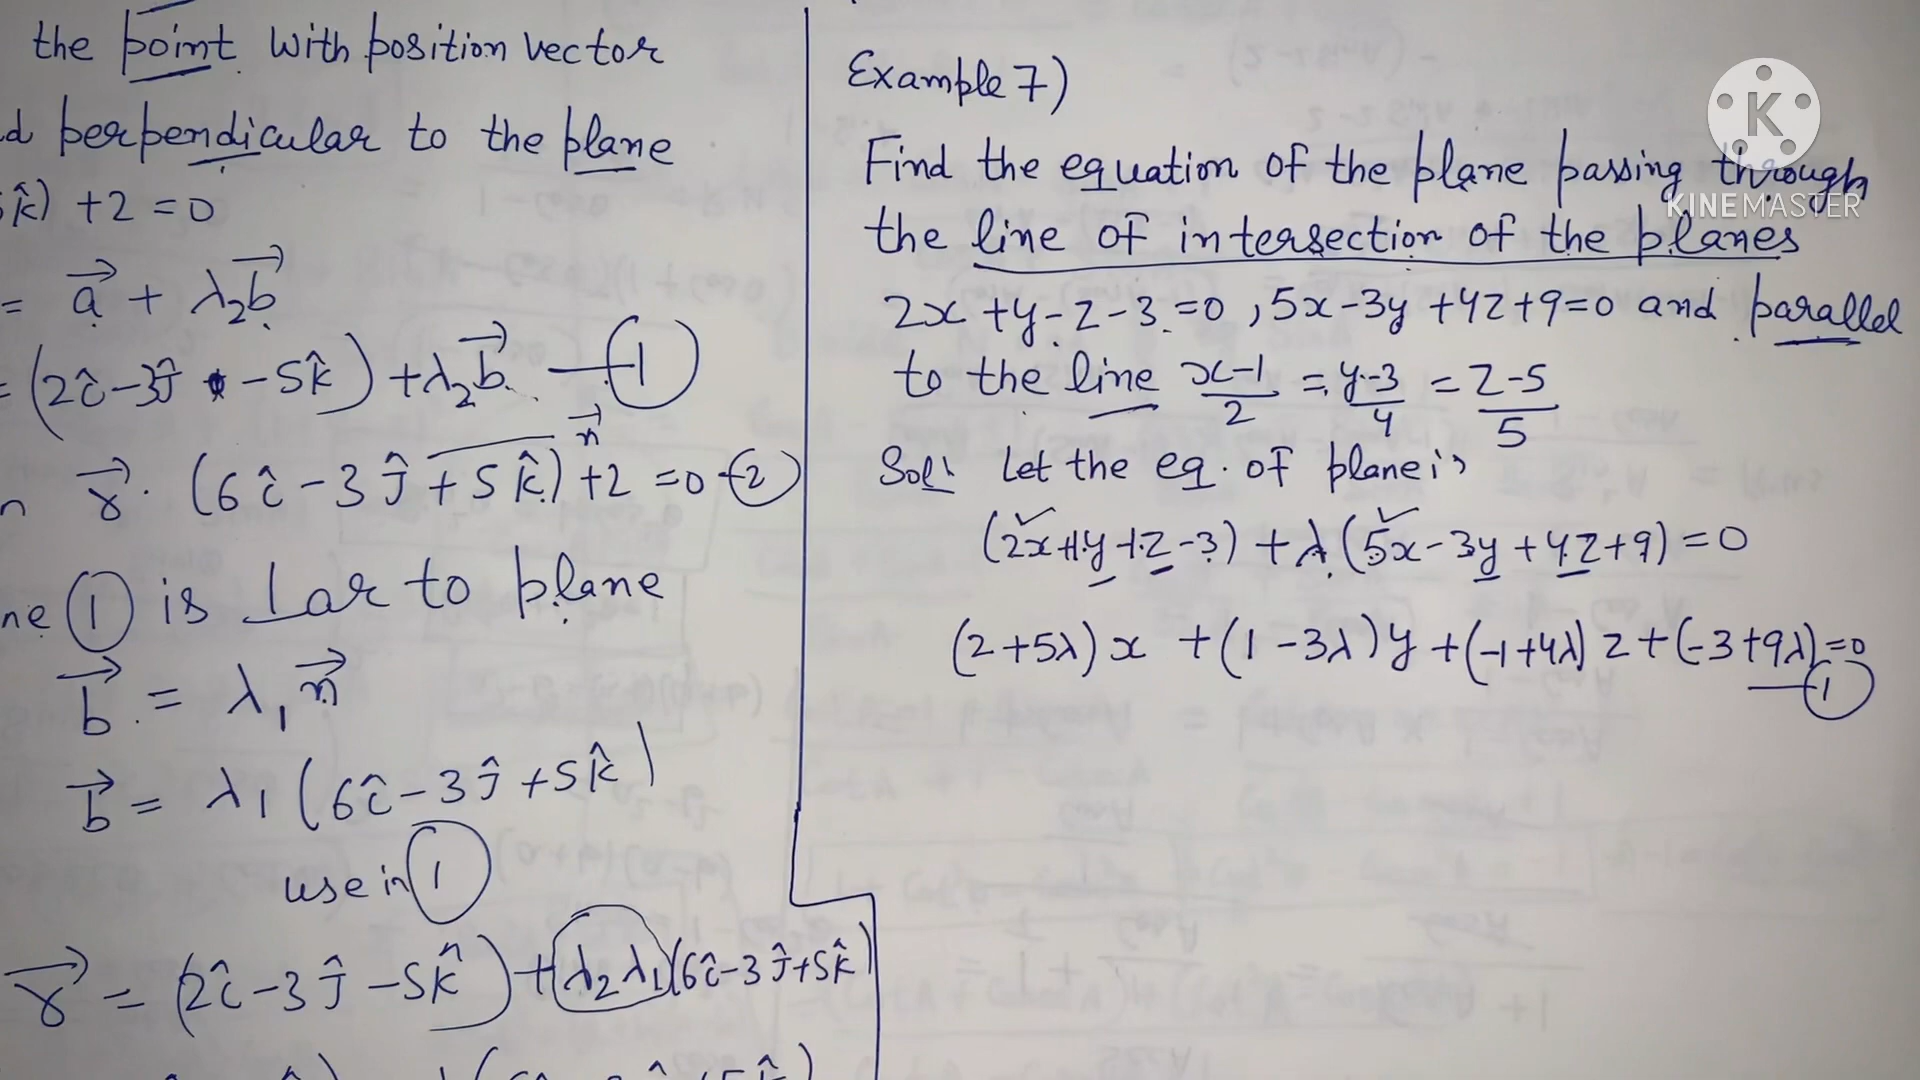 the point with position vector
d perpendicular to the plane
k̂) + 2 = 0
= a⃗ + λ₂b⃗
= (2î - 3ĵ - 5k̂) + λ₂b⃗. —①
n⃗
n r⃗. (6î - 3ĵ + 5k̂) + 2 = 0 -②
ne ① is ⊥ar to plane
b⃗ = λ₁n⃗
b⃗ = λ₁(6î - 3ĵ + 5k̂)
use in ①
r⃗ = (2î - 3ĵ - 5k̂) + λ₂λ₁(6î - 3ĵ + 5k̂)
Example 7)
Find the equation of the plane passing through
the line of intersection of the planes
2x + y - z - 3 = 0, 5x - 3y + 4z + 9 = 0 and parallel
to the line x-1/2 = y-3/4 = z-5/5
Sol: Let the eq. of plane is
(2x + 1.y - 1.z - 3) + λ(5x - 3y + 4z + 9) = 0
(2 + 5λ)x + (1 - 3λ)y + (-1 + 4λ)z + (-3 + 9λ) = 0
—①
K
KINEMASTER